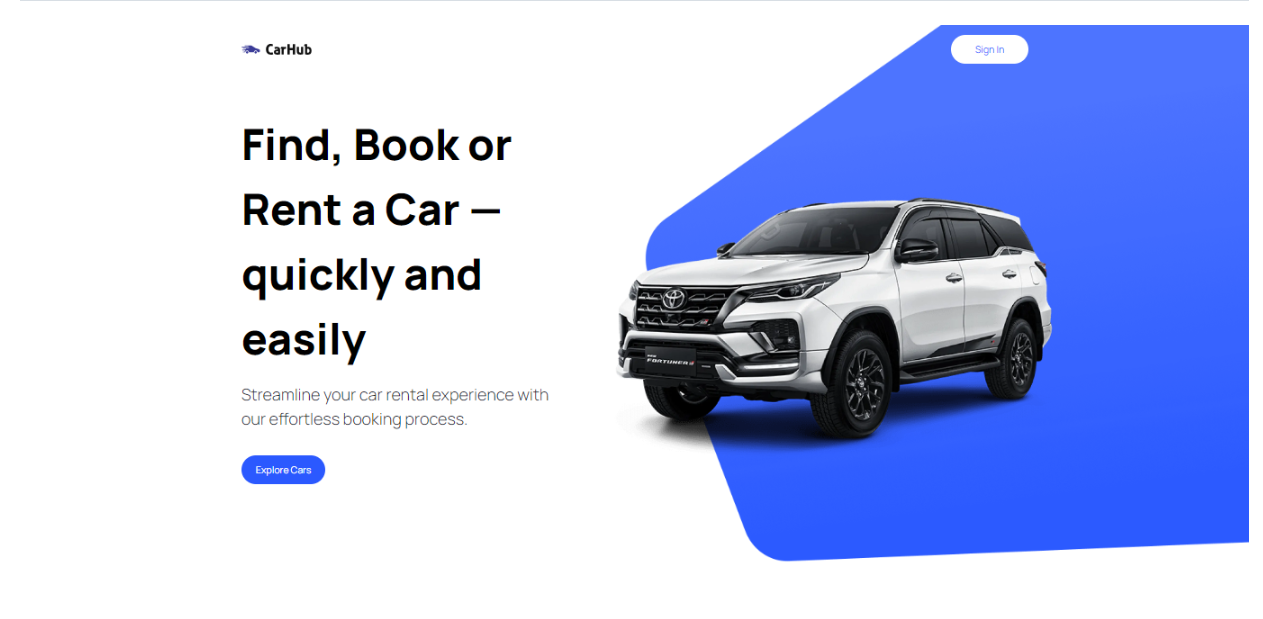 CarHub
Sign In
Find, Book or
Rent a Car —
quickly and
easily
Streamline your car rental experience with
our effortless booking process.
Explore Cars
FORTUNER